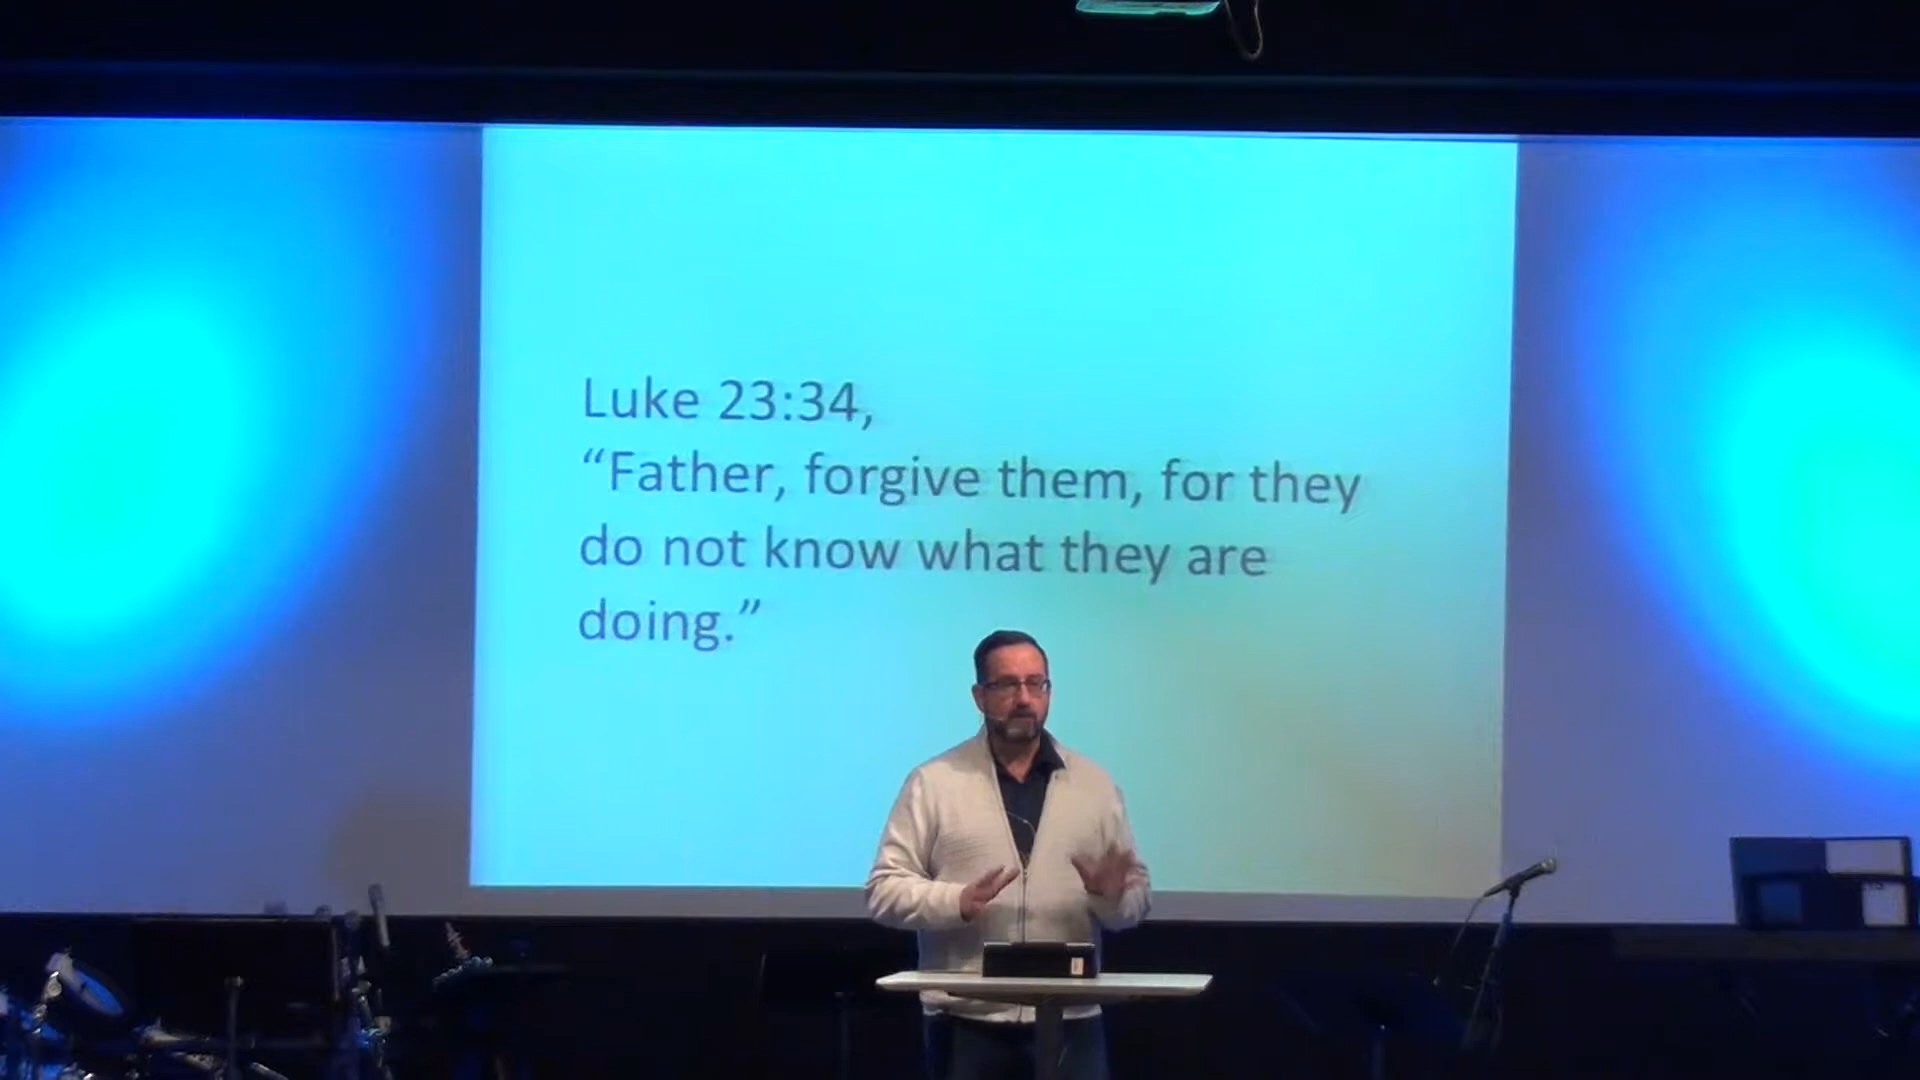 Luke 23:34,
“Father, forgive them, for they
do not know what they are
doing.”